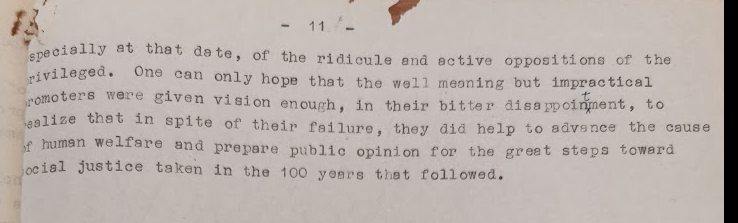 - 11 -
specially at that date, of the ridicule and active oppositions of the
rivileged. One can only hope that the well meaning but impractical
romoters were given vision enough, in their bitter disappointment, to
ealize that in spite of their failure, they did help to advance the cause
f human welfare and prepare public opinion for the great steps toward
ocial justice taken in the 100 years that followed.